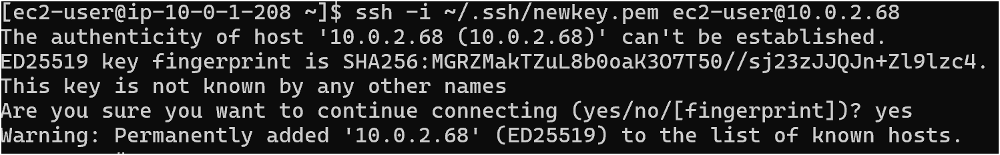 [ec2-user@ip-10-0-1-208 ~]$ ssh -i ~/.ssh/newkey.pem ec2-user@10.0.2.68
The authenticity of host '10.0.2.68 (10.0.2.68)' can't be established.
ED25519 key fingerprint is SHA256:MGRZMakTZuL8b0oaK3O7T50//sj23zJJQJn+Zl9lzc4.
This key is not known by any other names
Are you sure you want to continue connecting (yes/no/[fingerprint])? yes
Warning: Permanently added '10.0.2.68' (ED25519) to the list of known hosts.